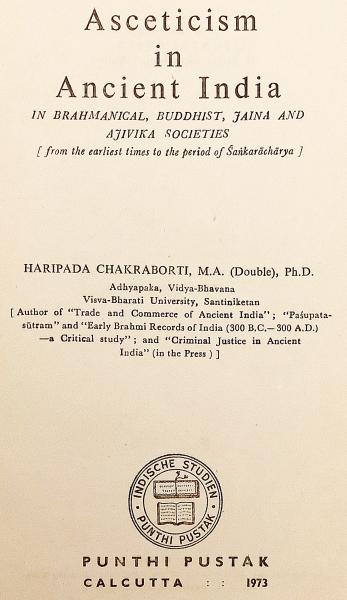 Asceticism
in
Ancient India
IN BRAHMANICAL, BUDDHIST, JAINA AND
AJIVIKA SOCIETIES
[ from the earliest times to the period of Śaṅkarāchārya ]
HARIPADA CHAKRABORTI, M.A. (Double), Ph.D.
Adhyapaka, Vidya-Bhavana
Visva-Bharati University, Santiniketan
[ Author of "Trade and Commerce of Ancient India" ; "Paśupata-
sūtram" and "Early Brahmi Records of India (300 B.C.—300 A.D.)
—a Critical study" ; and "Criminal Justice in Ancient
India" (in the Press ) ]
INDISCHE STUDIEN
PUNTHI PUSTAK
PUNTHI PUSTAK
CALCUTTA : : 1973